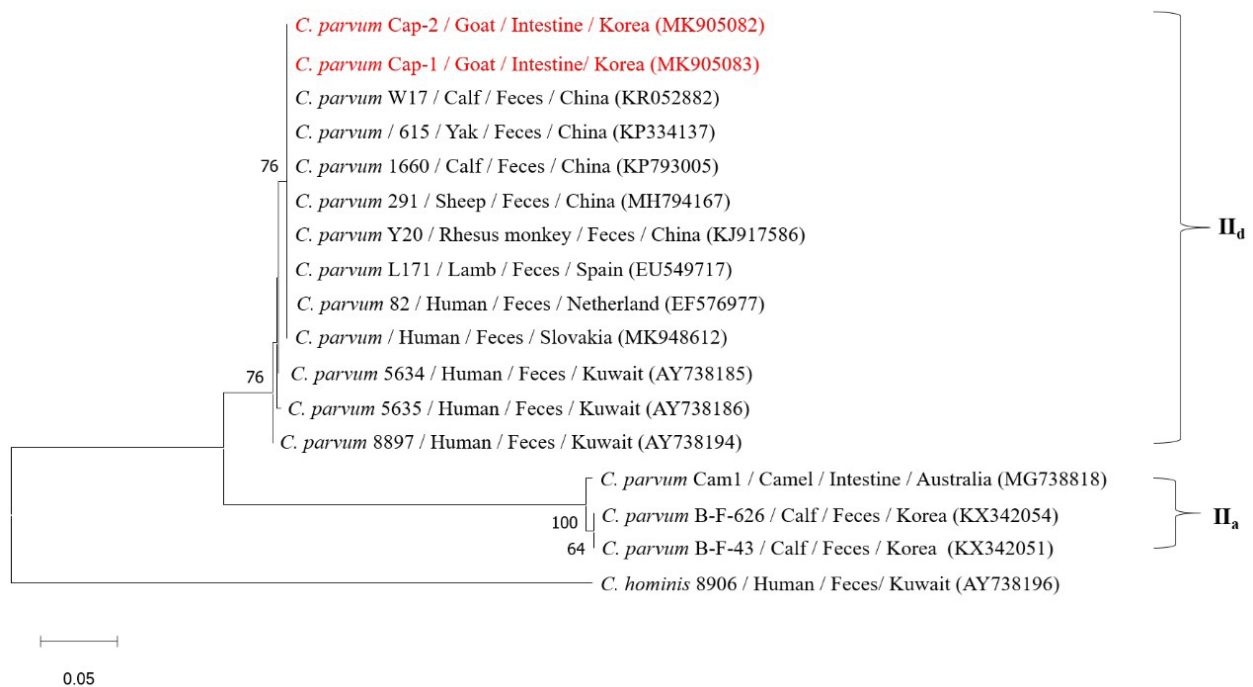 C. parvum Cap-2 / Goat / Intestine / Korea (MK905082)
C. parvum Cap-1 / Goat / Intestine/ Korea (MK905083)
C. parvum W17 / Calf / Feces / China (KR052882)
C. parvum / 615 / Yak / Feces / China (KP334137)
76
C. parvum 1660 / Calf / Feces / China (KP793005)
C. parvum 291 / Sheep / Feces / China (MH794167)
C. parvum Y20 / Rhesus monkey / Feces / China (KJ917586)
IId
C. parvum L171 / Lamb / Feces / Spain (EU549717)
C. parvum 82 / Human / Feces / Netherland (EF576977)
C. parvum / Human / Feces / Slovakia (MK948612)
76
C. parvum 5634 / Human / Feces / Kuwait (AY738185)
C. parvum 5635 / Human / Feces / Kuwait (AY738186)
C. parvum 8897 / Human / Feces / Kuwait (AY738194)
C. parvum Cam1 / Camel / Intestine / Australia (MG738818)
100
C. parvum B-F-626 / Calf / Feces / Korea (KX342054)
IIa
64
C. parvum B-F-43 / Calf / Feces / Korea (KX342051)
C. hominis 8906 / Human / Feces/ Kuwait (AY738196)
0.05